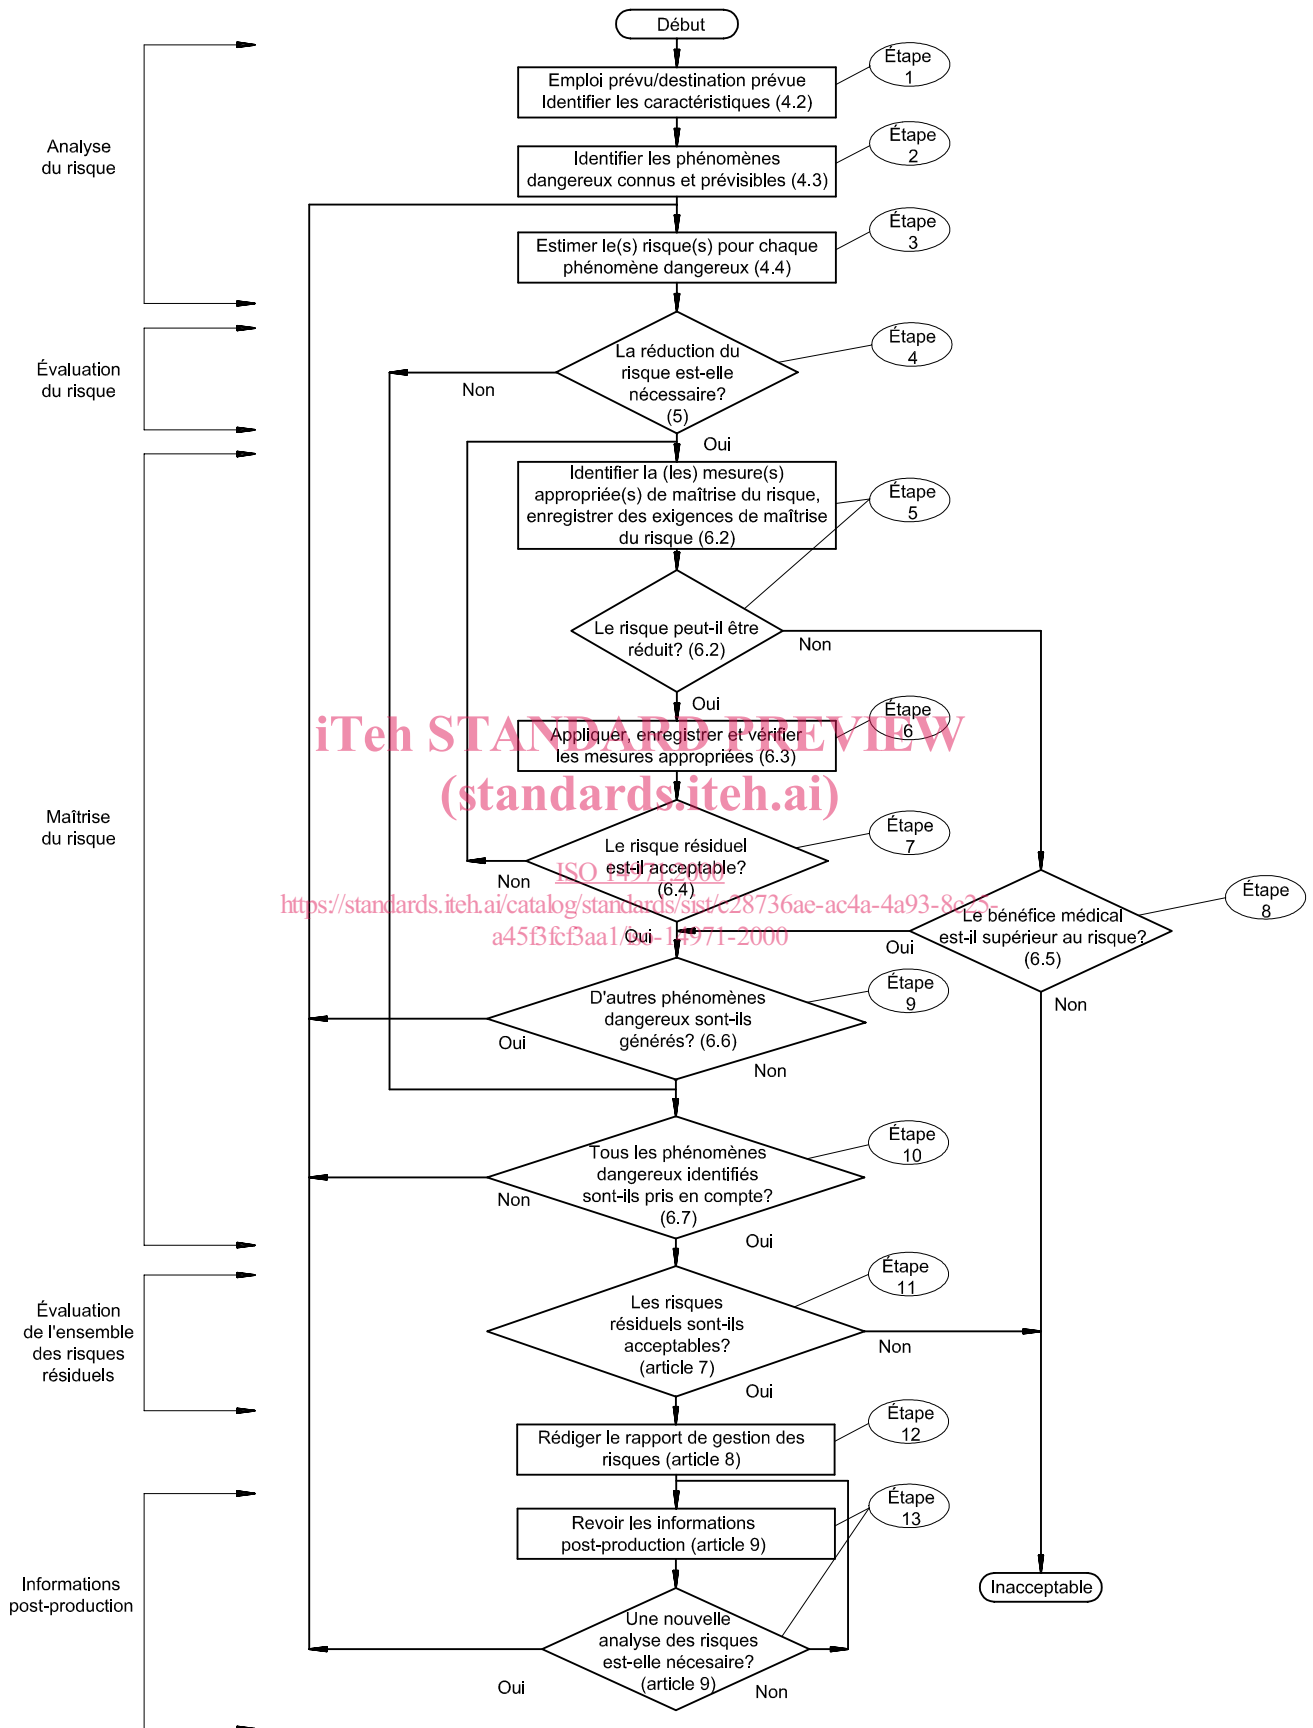 Début
Étape
1
Emploi prévu/destination prévue
Identifier les caractéristiques (4.2)
Analyse
du risque
Étape
2
Identifier les phénomènes
dangereux connus et prévisibles (4.3)
Étape
3
Estimer le(s) risque(s) pour chaque
phénomène dangereux (4.4)
Évaluation
du risque
Étape
4
La réduction du
risque est-elle
nécessaire?
(5)
Non
Oui
Identifier la (les) mesure(s)
appropriée(s) de maîtrise du risque,
enregistrer des exigences de maîtrise
du risque (6.2)
Étape
5
Le risque peut-il être
réduit? (6.2)
Non
Oui
iTeh STANDARD PREVIEW
(standards.iteh.ai)
Étape
6
Appliquer, enregistrer et vérifier
les mesures appropriées (6.3)
Maîtrise
du risque
Étape
7
Le risque résiduel
est-il acceptable?
(6.4)
Non
Oui
ISO 14971:2000
https://standards.iteh.ai/catalog/standards/sist/c28736ae-ac4a-4a93-8c25-
a45f3fcf3aa1/iso-14971-2000
Étape
8
Le bénéfice médical
est-il supérieur au risque?
(6.5)
Oui
Non
Étape
9
D'autres phénomènes
dangereux sont-ils
générés? (6.6)
Oui
Non
Étape
10
Tous les phénomènes
dangereux identifiés
sont-ils pris en compte?
(6.7)
Non
Oui
Évaluation
de l'ensemble
des risques
résiduels
Étape
11
Les risques
résiduels sont-ils
acceptables?
(article 7)
Non
Oui
Étape
12
Rédiger le rapport de gestion des
risques (article 8)
Étape
13
Revoir les informations
post-production (article 9)
Informations
post-production
Inacceptable
Une nouvelle
analyse des risques
est-elle nécesaire?
(article 9)
Oui
Non